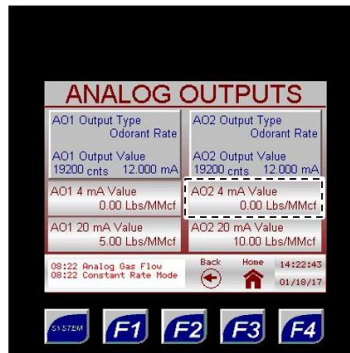 ANALOG OUTPUTS
AO1 Output Type
Odorant Rate
AO1 Output Value
19200 cnts 12.000 mA
AO2 Output Type
Odorant Rate
AO2 Output Value
19200 cnts 12.000 mA
AO1 4 mA Value
0.00 Lbs/MMcf
AO2 4 mA Value
0.00 Lbs/MMcf
AO1 20 mA Value
5.00 Lbs/MMcf
AO2 20 mA Value
10.00 Lbs/MMcf
08:22 Analog Gas Flow
08:22 Constant Rate Mode
Back
Home
14:22:43
01/18/17
SYSTEM F1 F2 F3 F4